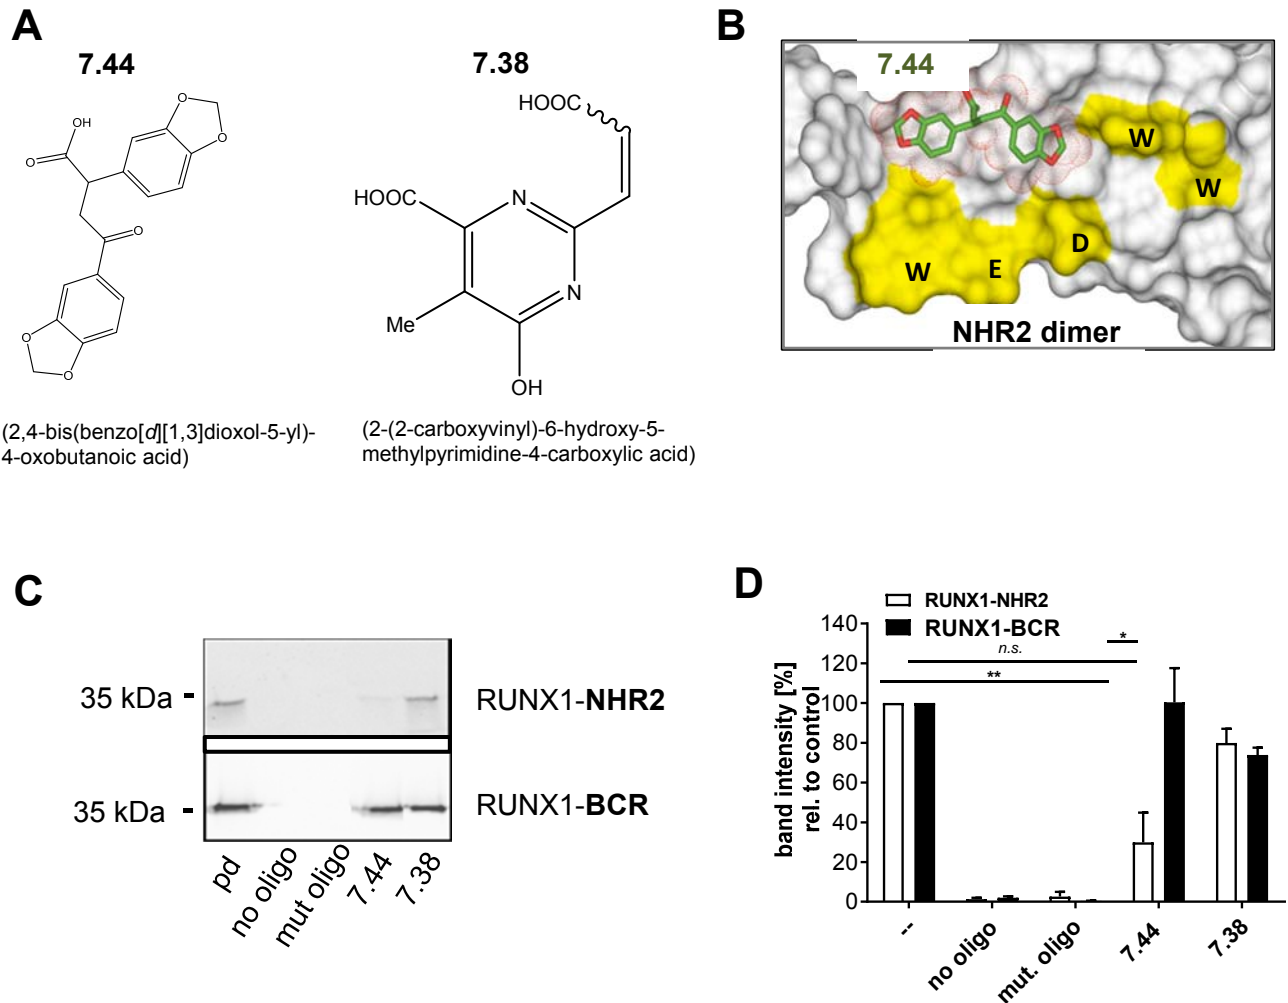 A
7.44
OH
O
O
O
O
O
O
(2,4-bis(benzo[d][1,3]dioxol-5-yl)-
4-oxobutanoic acid)
7.38
HOOC
HOOC
N
N
Me
OH
(2-(2-carboxyvinyl)-6-hydroxy-5-
methylpyrimidine-4-carboxylic acid)
B
7.44
W
W
W
E
D
NHR2 dimer
C
35 kDa
RUNX1-NHR2
35 kDa
RUNX1-BCR
pd
no oligo
mut oligo
7.44
7.38
D
RUNX1-NHR2
RUNX1-BCR
*
n.s.
**
band intensity [%]
rel. to control
140
120
100
80
60
40
20
0
--
no oligo
mut. oligo
7.44
7.38